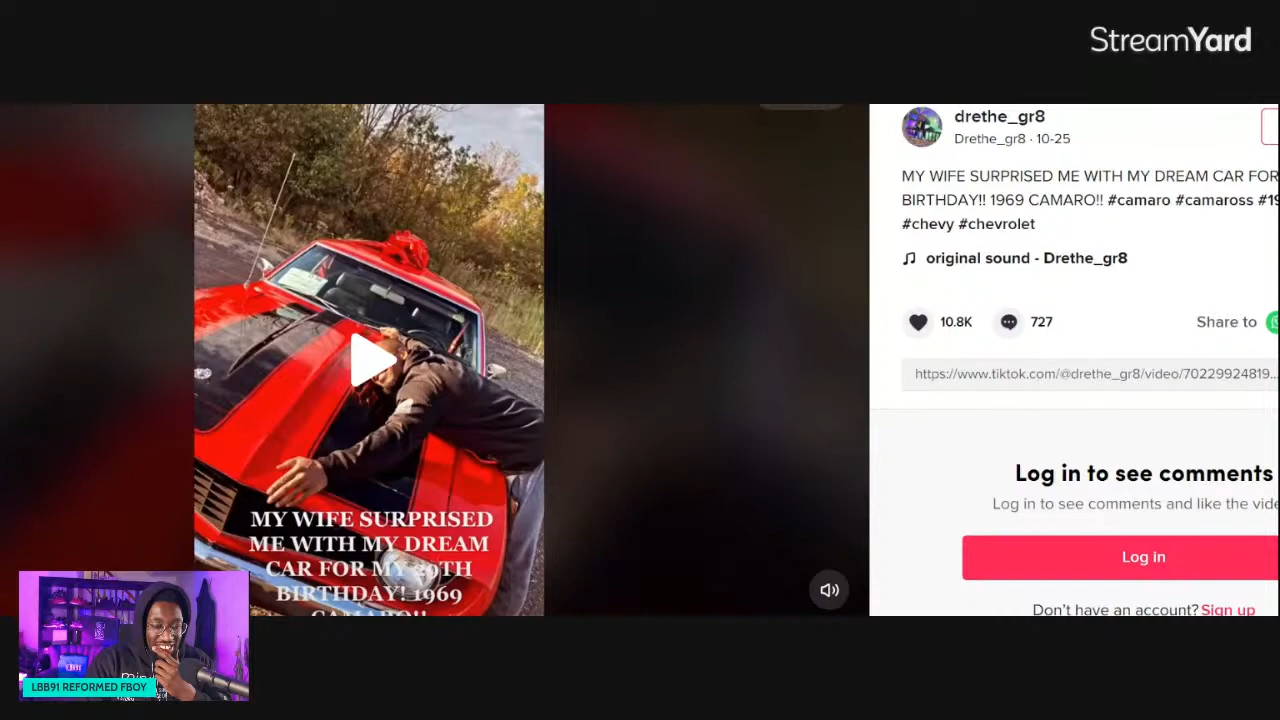 StreamYard
drethe_gr8
Drethe_gr8 · 10-25
MY WIFE SURPRISED ME WITH MY DREAM CAR FOR
BIRTHDAY!! 1969 CAMARO!! #camaro #camaross #19
#chevy #chevrolet
original sound - Drethe_gr8
10.8K
727
Share to
https://www.tiktok.com/@drethe_gr8/video/70229924819...
Log in to see comments
Log in to see comments and like the vide
Log in
Don't have an account? Sign up
MY WIFE SURPRISED
ME WITH MY DREAM
CAR FOR MY 29TH
BIRTHDAY! 1969
CAMARO!!
LBB91 REFORMED FBOY